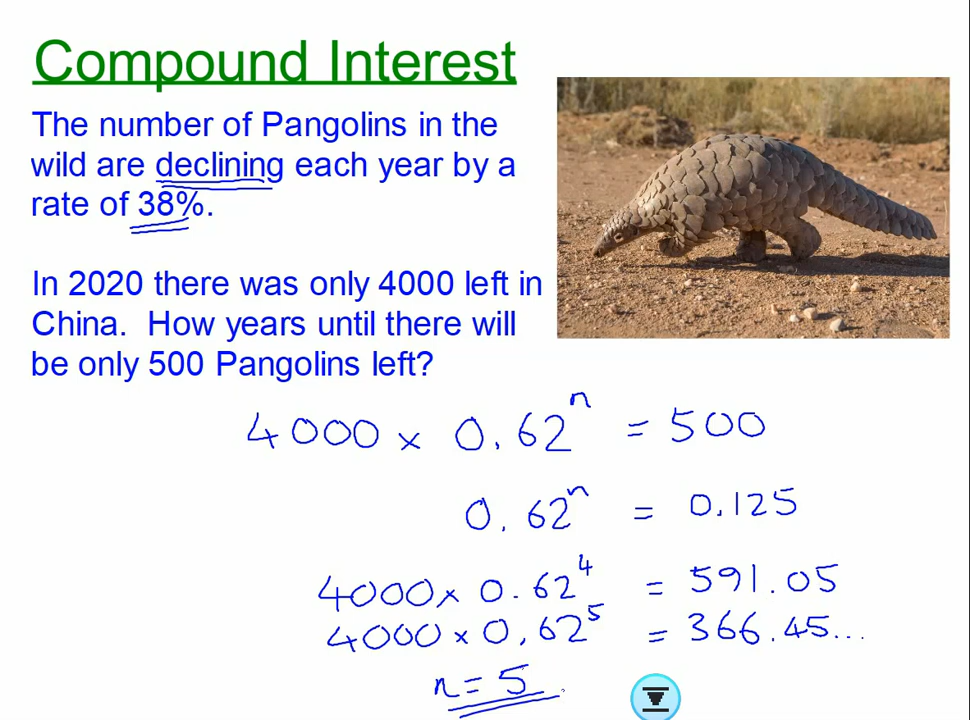 Compound Interest
The number of Pangolins in the
wild are declining each year by a
rate of 38%.
In 2020 there was only 4000 left in
China. How years until there will
be only 500 Pangolins left?
4000 × 0.62ⁿ = 500
0.62ⁿ = 0.125
4000 × 0.62⁴ = 591.05
4000 × 0.62⁵ = 366.45...
n = 5